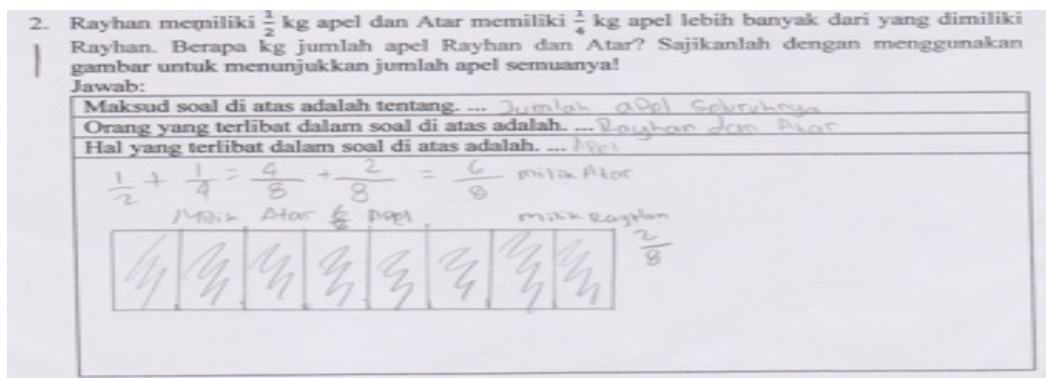 2. Rayhan memiliki 1/2 kg apel dan Atar memiliki 1/4 kg apel lebih banyak dari yang dimiliki
Rayhan. Berapa kg jumlah apel Rayhan dan Atar? Sajikanlah dengan menggunakan
gambar untuk menunjukkan jumlah apel semuanya!
Jawab:
Maksud soal di atas adalah tentang. ... Jumlah apel seluruhnya
Orang yang terlibat dalam soal di atas adalah. .... Rayhan dan Atar
Hal yang terlibat dalam soal di atas adalah. .... Apel
1/2 + 1/4 = 4/8 + 2/8 = 6/8 milik Atar
Milik Atar apel milik Rayhan
2/8